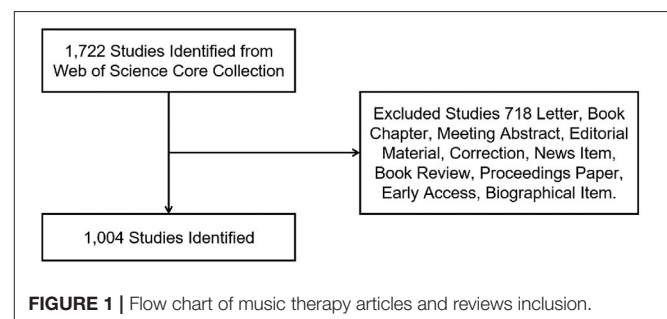 1,722 Studies Identified from
Web of Science Core Collection
Excluded Studies 718 Letter, Book
Chapter, Meeting Abstract, Editorial
Material, Correction, News Item,
Book Review, Proceedings Paper,
Early Access, Biographical Item.
1,004 Studies Identified
FIGURE 1 | Flow chart of music therapy articles and reviews inclusion.